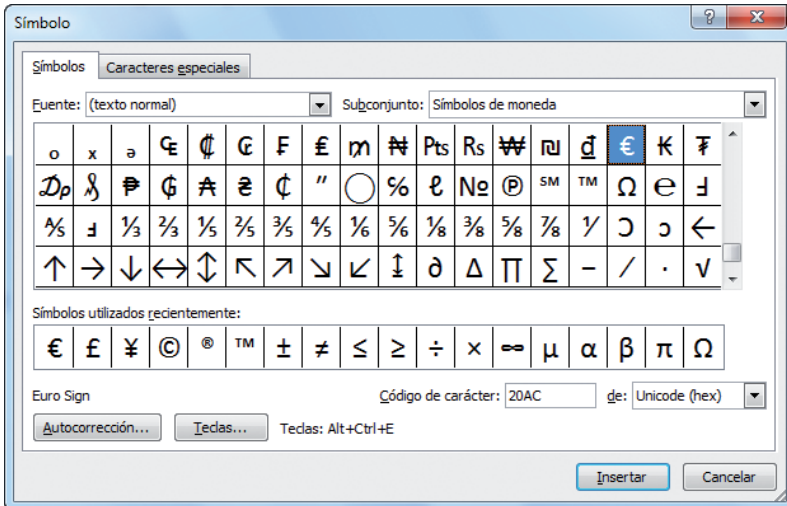 Símbolo
Símbolos Caracteres especiales
Fuente: (texto normal) Subconjunto: Símbolos de moneda
ₒ ₓ ₔ ₠ ₡ ₢ ₣ ₤ ₥ ₦ ₧ ₨ ₩ ₪ ₫ € ₭ ₮
₯ ₰ ₱ ₲ ₳ ₴ ₵ ″ ◯ ℅ ℓ № ℗ ℠ ™ Ω ℮ Ⅎ
⅍ ⅎ ⅓ ⅔ ⅕ ⅖ ⅗ ⅘ ⅙ ⅚ ⅛ ⅜ ⅝ ⅞ ⅟ Ↄ ↄ ←
↑ → ↓ ↔ ↕ ↖ ↗ ↘ ↙ ↨ ∂ ∆ ∏ ∑ − ∕ ∙ √
Símbolos utilizados recientemente:
€ £ ¥ © ® ™ ± ≠ ≤ ≥ ÷ × ∞ µ α β π Ω
Euro Sign Código de carácter: 20AC de: Unicode (hex)
Autocorrección... Teclas... Teclas: Alt+Ctrl+E
Insertar Cancelar